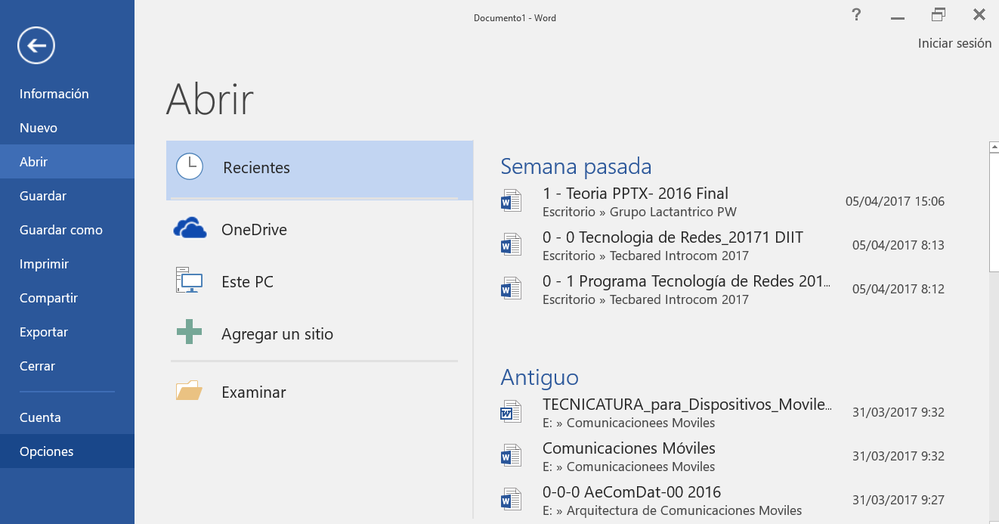 Documento1 - Word
?
Iniciar sesión
Información
Nuevo
Abrir
Guardar
Guardar como
Imprimir
Compartir
Exportar
Cerrar
Cuenta
Opciones
Abrir
Recientes
OneDrive
Este PC
Agregar un sitio
Examinar
Semana pasada
1 - Teoria PPTX- 2016 Final
Escritorio » Grupo Lactantrico PW
05/04/2017 15:06
0 - 0 Tecnologia de Redes_20171 DIIT
Escritorio » Tecbared Introcom 2017
05/04/2017 8:13
0 - 1 Programa Tecnología de Redes 201...
Escritorio » Tecbared Introcom 2017
05/04/2017 8:12
Antiguo
TECNICATURA_para_Dispositivos_Movile...
E: » Comunicacionees Moviles
31/03/2017 9:32
Comunicaciones Móviles
E: » Comunicacionees Moviles
31/03/2017 9:32
0-0-0 AeComDat-00 2016
E: » Arquitectura de Comunicaciones Moviles
31/03/2017 9:27